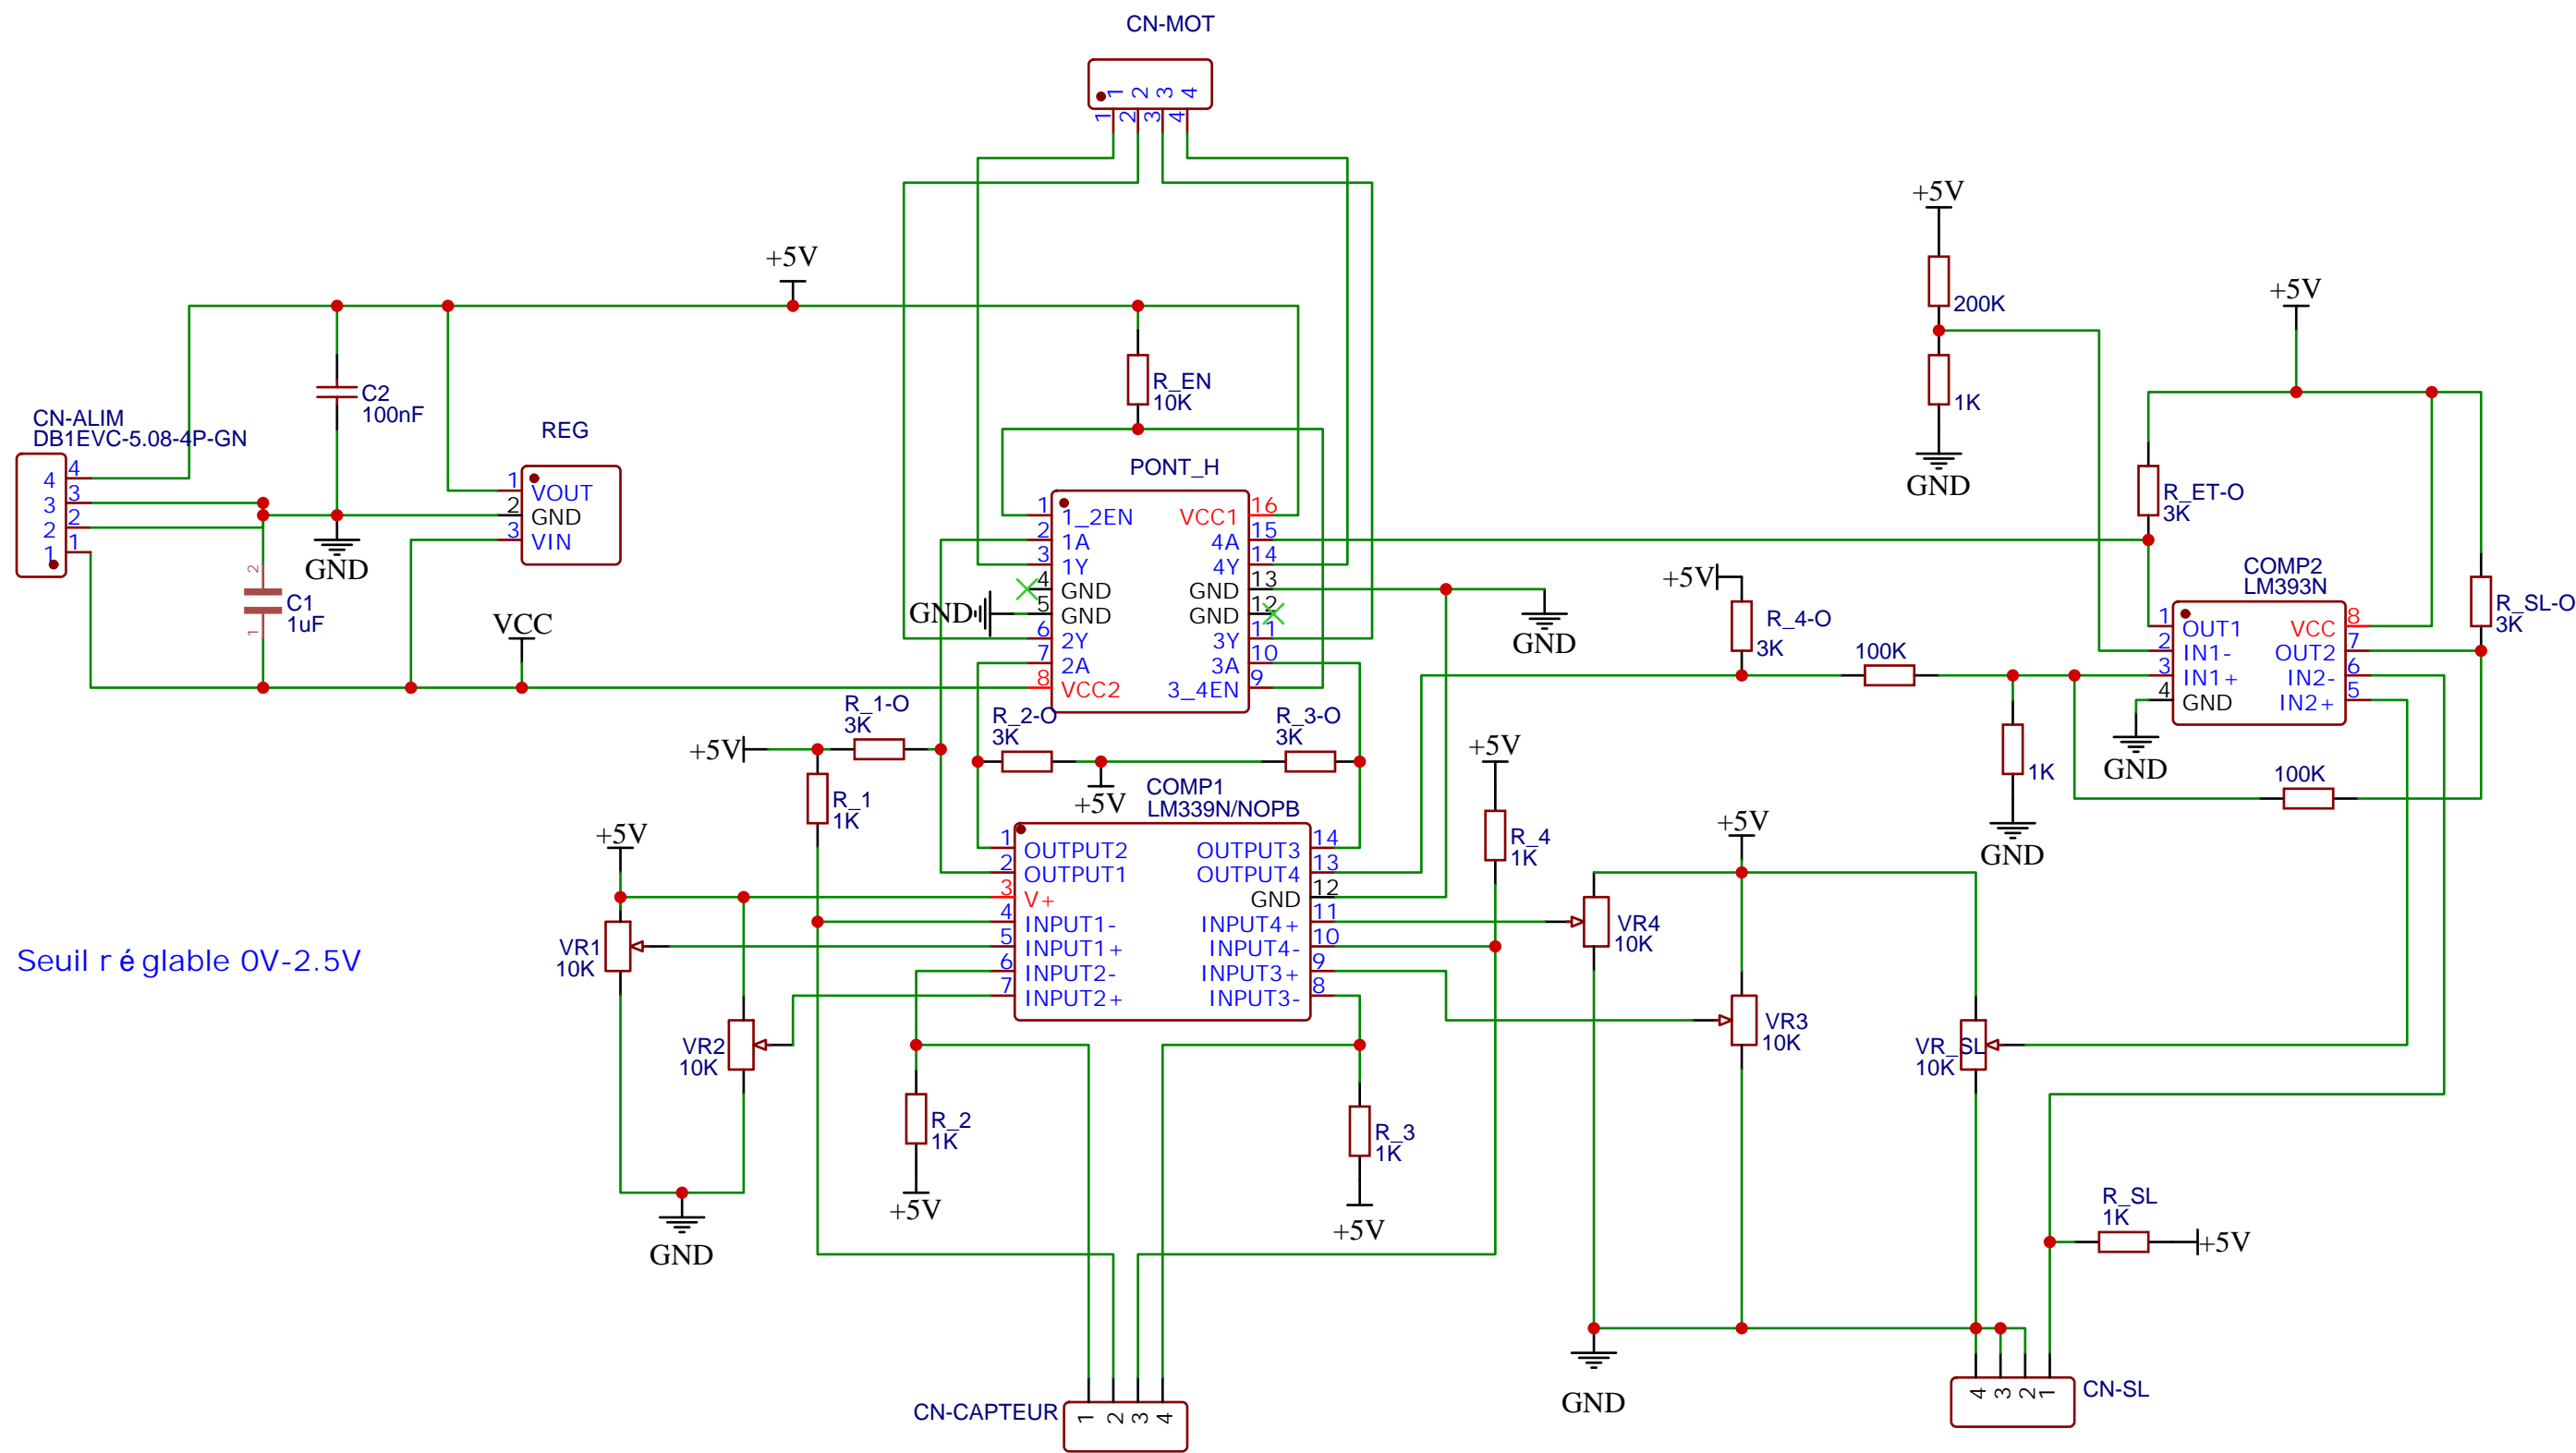 CN-MOT
1 2 3 4
1 2 3 4
+5V
+5V
200K
1K
GND
+5V
C2
100nF
R_EN
10K
CN-ALIM
DB1EVC-5.08-4P-GN
4 4
3 3
2 2
1 1
REG
1 VOUT
2 GND
3 VIN
GND
2
C1
1uF
1
VCC
PONT_H
1 1_2EN VCC1 16
2 1A 4A 15
3 1Y 4Y 14
4 GND GND 13
5 GND GND 12
6 2Y 3Y 11
7 2A 3A 10
8 VCC2 3_4EN 9
GND
GND
R_ET-O
3K
COMP2
LM393N
1 OUT1 VCC 8
2 IN1- OUT2 7
3 IN1+ IN2- 6
4 GND IN2+ 5
R_SL-O
3K
+5V
R_4-O
3K
100K
1K
GND
GND
100K
R_1-O
3K
+5V
R_1
1K
R_2-O
3K
R_3-O
3K
+5V
COMP1
LM339N/NOPB
1 OUTPUT2 OUTPUT3 14
2 OUTPUT1 OUTPUT4 13
3 V+ GND 12
4 INPUT1- INPUT4+ 11
5 INPUT1+ INPUT4- 10
6 INPUT2- INPUT3+ 9
7 INPUT2+ INPUT3- 8
+5V
R_4
1K
+5V
VR1
10K
Seuil réglable 0V-2.5V
VR2
10K
GND
R_2
1K
+5V
R_3
1K
+5V
+5V
VR4
10K
VR3
10K
VR_SL
10K
R_SL
1K
+5V
GND
CN-CAPTEUR
1 2 3 4
4 3 2 1
CN-SL